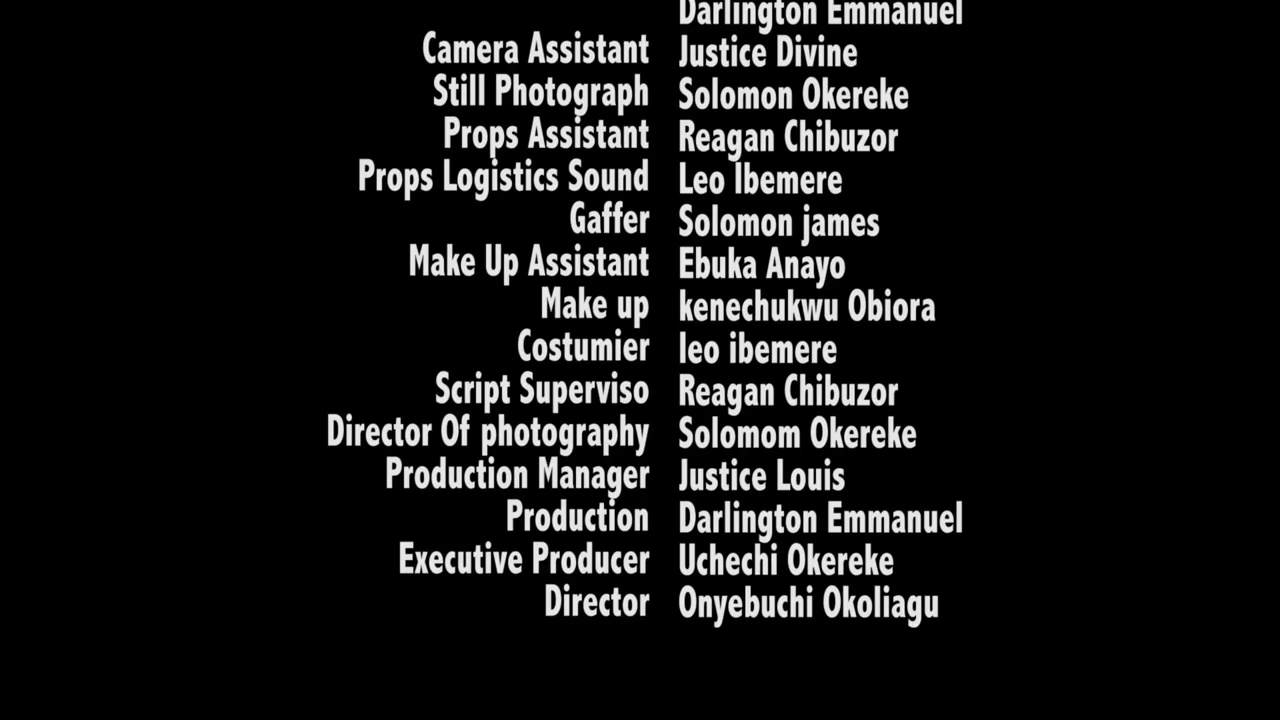 Darlington Emmanuel
Camera Assistant Justice Divine
Still Photograph Solomon Okereke
Props Assistant Reagan Chibuzor
Props Logistics Sound Leo Ibemere
Gaffer Solomon james
Make Up Assistant Ebuka Anayo
Make up kenechukwu Obiora
Costumier leo ibemere
Script Superviso Reagan Chibuzor
Director Of photography Solomom Okereke
Production Manager Justice Louis
Production Darlington Emmanuel
Executive Producer Uchechi Okereke
Director Onyebuchi Okoliagu